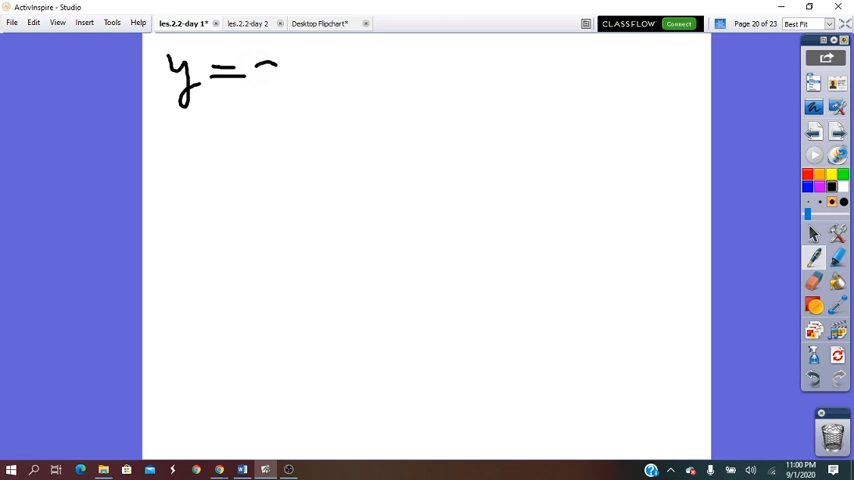 ActivInspire - Studio
File Edit View Insert Tools Help
les.2.2-day 1* les.2.2-day 2 Desktop Flipchart*
CLASSFLOW Connect
Page 20 of 23
Best Fit
y =
11:00 PM
9/1/2020